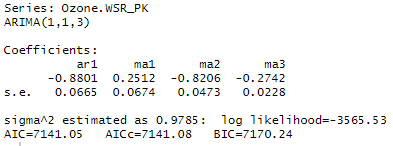 Series: Ozone.WSR_PK
ARIMA(1,1,3)
Coefficients:
ar1 ma1 ma2 ma3
-0.8801 0.2512 -0.8206 -0.2742
s.e. 0.0665 0.0674 0.0473 0.0228
sigma^2 estimated as 0.9785: log likelihood=-3565.53
AIC=7141.05 AICc=7141.08 BIC=7170.24